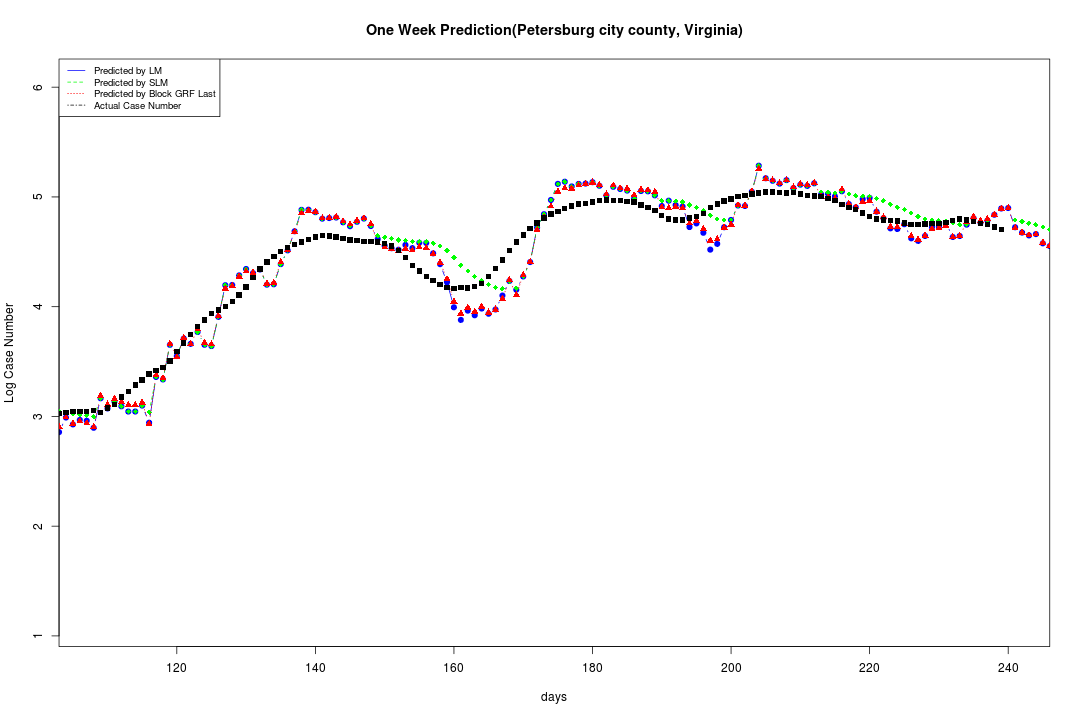 One Week Prediction(Petersburg city county, Virginia)
Predicted by LM
Predicted by SLM
Predicted by Block GRF Last
Actual Case Number
6
5
4
3
2
1
Log Case Number
120 140 160 180 200 220 240
days